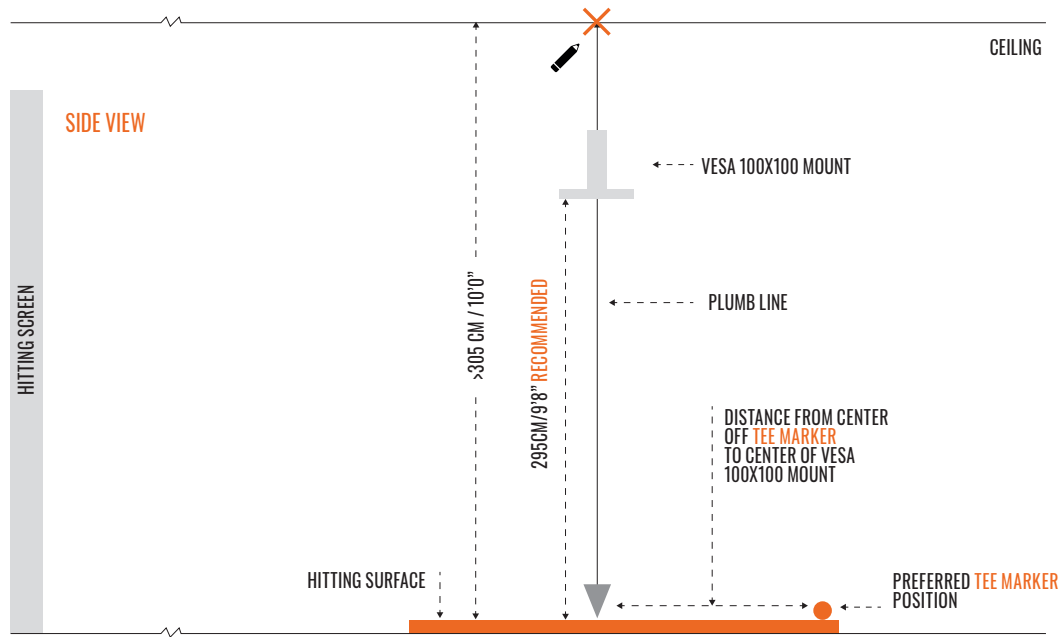 CEILING
SIDE VIEW
VESA 100X100 MOUNT
HITTING SCREEN
>305 CM / 10'0”
295CM/9'8” RECOMMENDED
PLUMB LINE
DISTANCE FROM CENTER
OFF TEE MARKER
TO CENTER OF VESA
100X100 MOUNT
HITTING SURFACE
PREFERRED TEE MARKER
POSITION